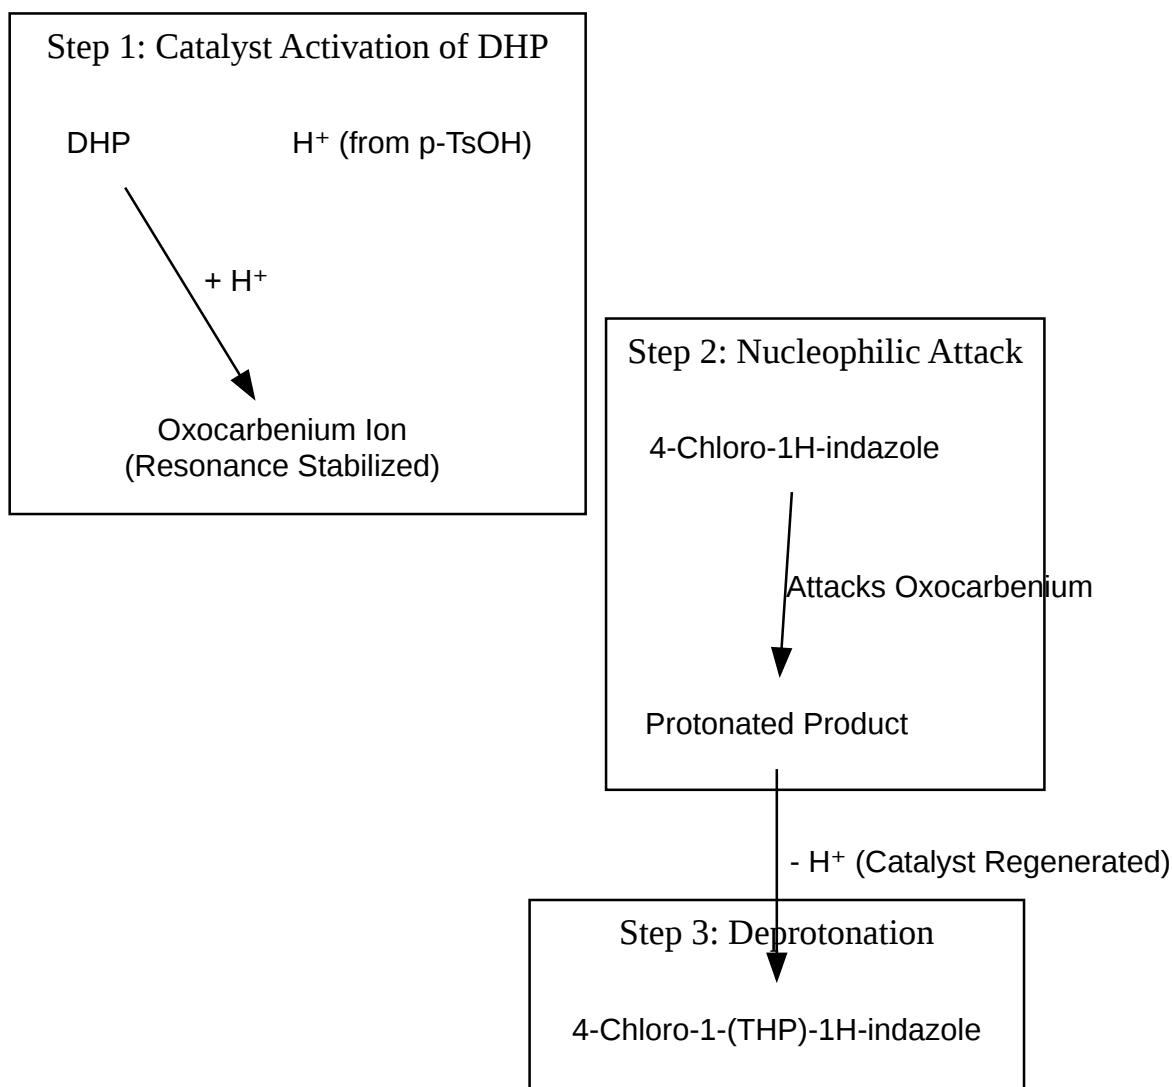 Step 1: Catalyst Activation of DHP
DHP
H⁺ (from p-TsOH)
+ H⁺
Oxocarbenium Ion
(Resonance Stabilized)
Step 2: Nucleophilic Attack
4-Chloro-1H-indazole
Attacks Oxocarbenium
Protonated Product
- H⁺ (Catalyst Regenerated)
Step 3: Deprotonation
4-Chloro-1-(THP)-1H-indazole